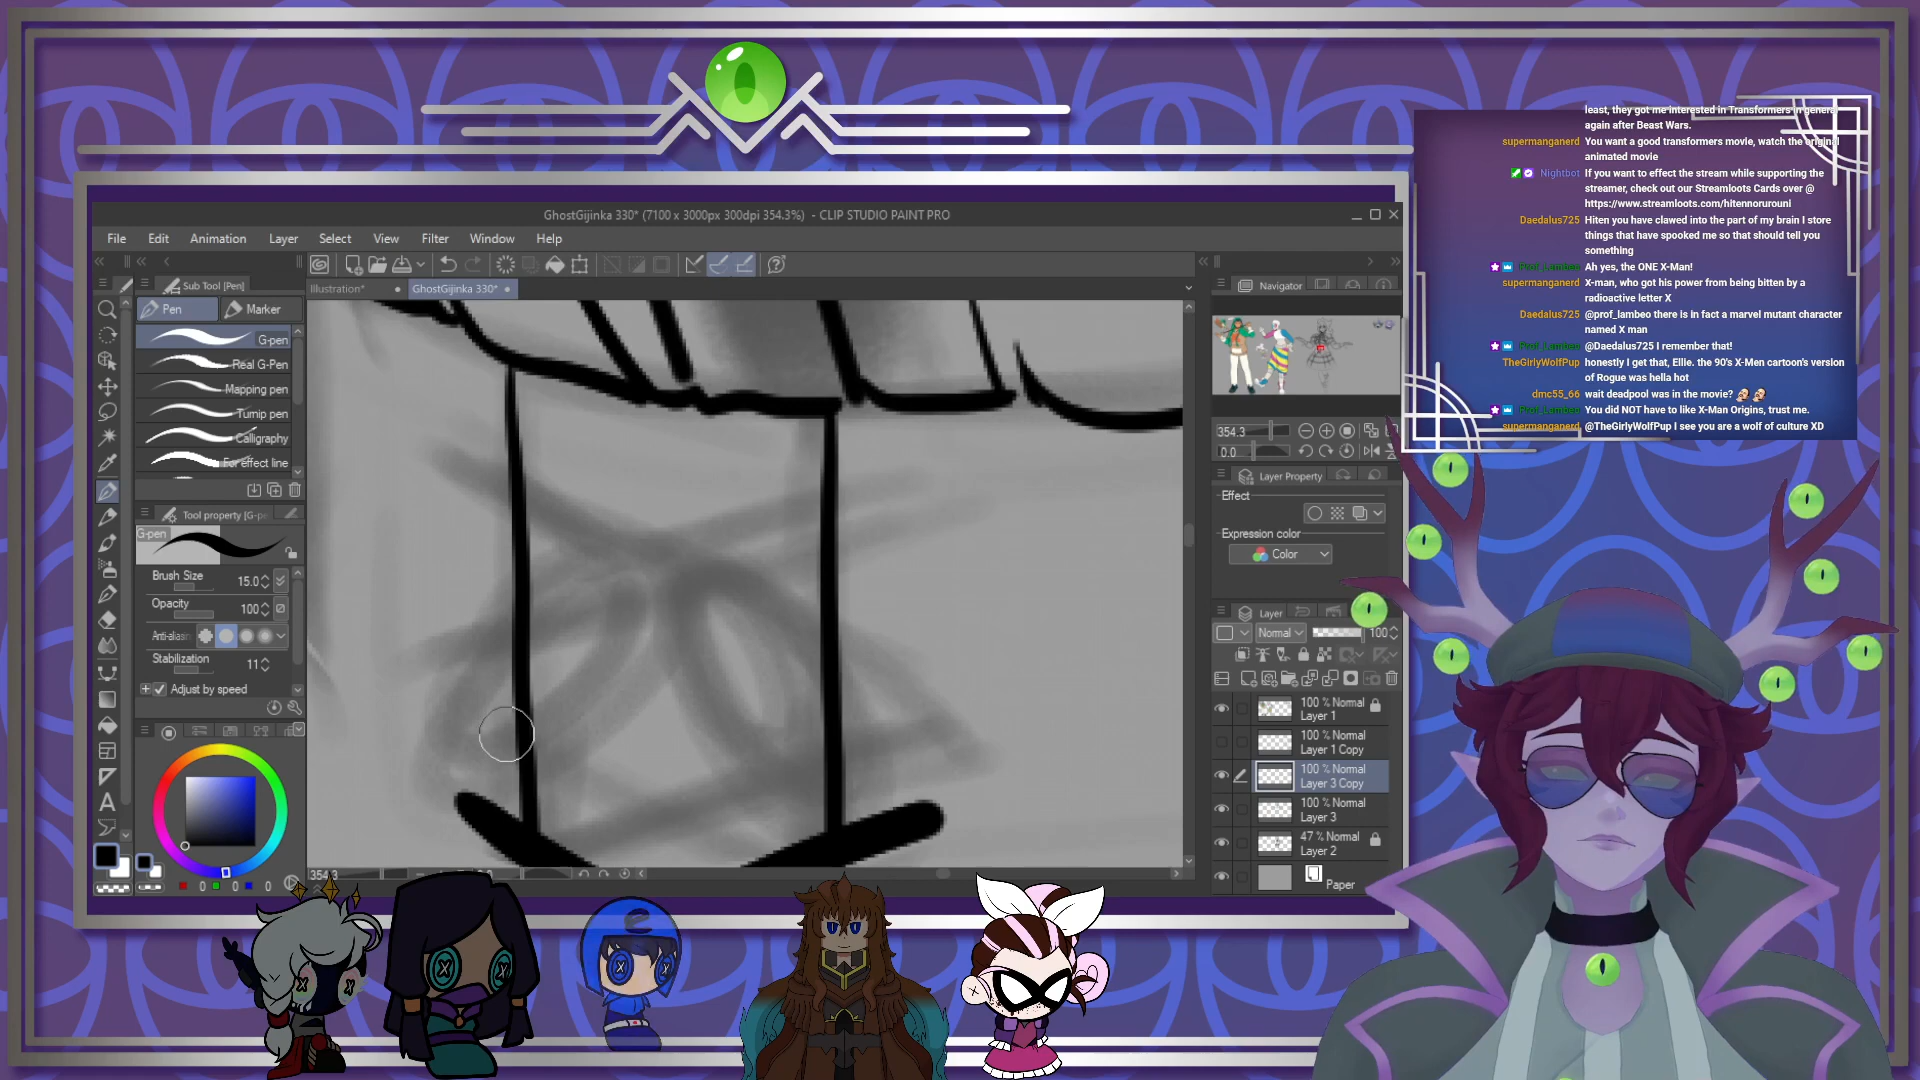 GhostGijinka 330* (7100 x 3000px 300dpi 354.3%) - CLIP STUDIO PAINT PRO
File Edit Animation Layer Select View Filter Window Help
Sub Tool [Pen]
Pen Marker
G-pen
Real G-Pen
Mapping pen
Turnip pen
Calligraphy
For effect line
Tool property [G-pe
G-pen
Brush Size 15.0
Opacity 100
Anti-aliasin
Stabilization 11
Adjust by speed
0 0 0
Illustration* GhostGijinka 330*
354.3
Navigator
354.3
0.0
Layer Property
Effect
Expression color
Color
Layer
Normal 100
100 % Normal
Layer 1
100 % Normal
Layer 1 Copy
100 % Normal
Layer 3 Copy
100 % Normal
Layer 3
47 % Normal
Layer 2
Paper
least, they got me interested in Transformers in general
again after Beast Wars.
supermanganerd You want a good transformers movie, watch the original
animated movie
Nightbot If you want to effect the stream while supporting the
streamer, check out our Streamloots Cards over @
https://www.streamloots.com/hitennorurouni
Daedalus725 Hiten you have clawed into the part of my brain I store
things that have spooked me so that should tell you
something
Prof_Lambeo Ah yes, the ONE X-Man!
supermanganerd X-man, who got his power from being bitten by a
radioactive letter X
Daedalus725 @prof_lambeo there is in fact a marvel mutant character
named X man
Prof_Lambeo @Daedalus725 I remember that!
TheGirlyWolfPup honestly I get that, Ellie. the 90's X-Men cartoon's version
of Rogue was hella hot
dmc55_66 wait deadpool was in the movie?
Prof_Lambeo You did NOT have to like X-Man Origins, trust me.
supermanganerd @TheGirlyWolfPup I see you are a wolf of culture XD